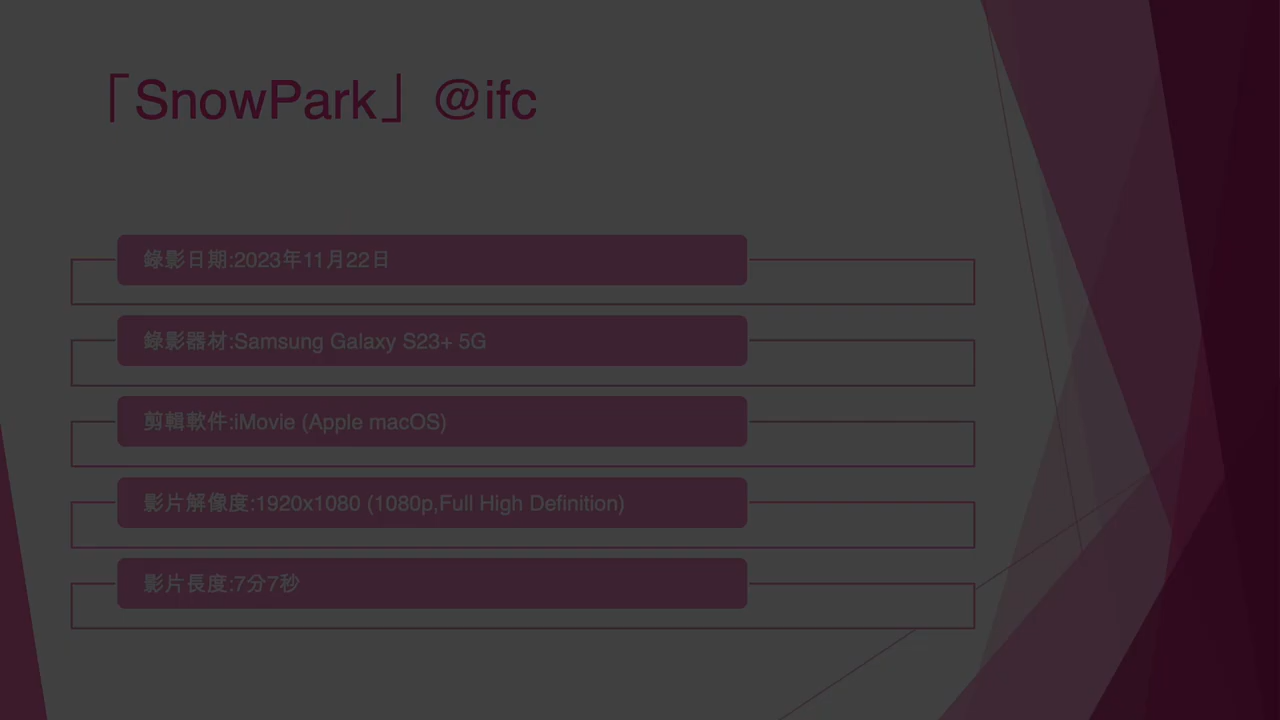 「SnowPark」@ifc
錄影日期:2023年11月22日
錄影器材:Samsung Galaxy S23+ 5G
剪輯軟件:iMovie (Apple macOS)
影片解像度:1920x1080 (1080p,Full High Definition)
影片長度:7分7秒